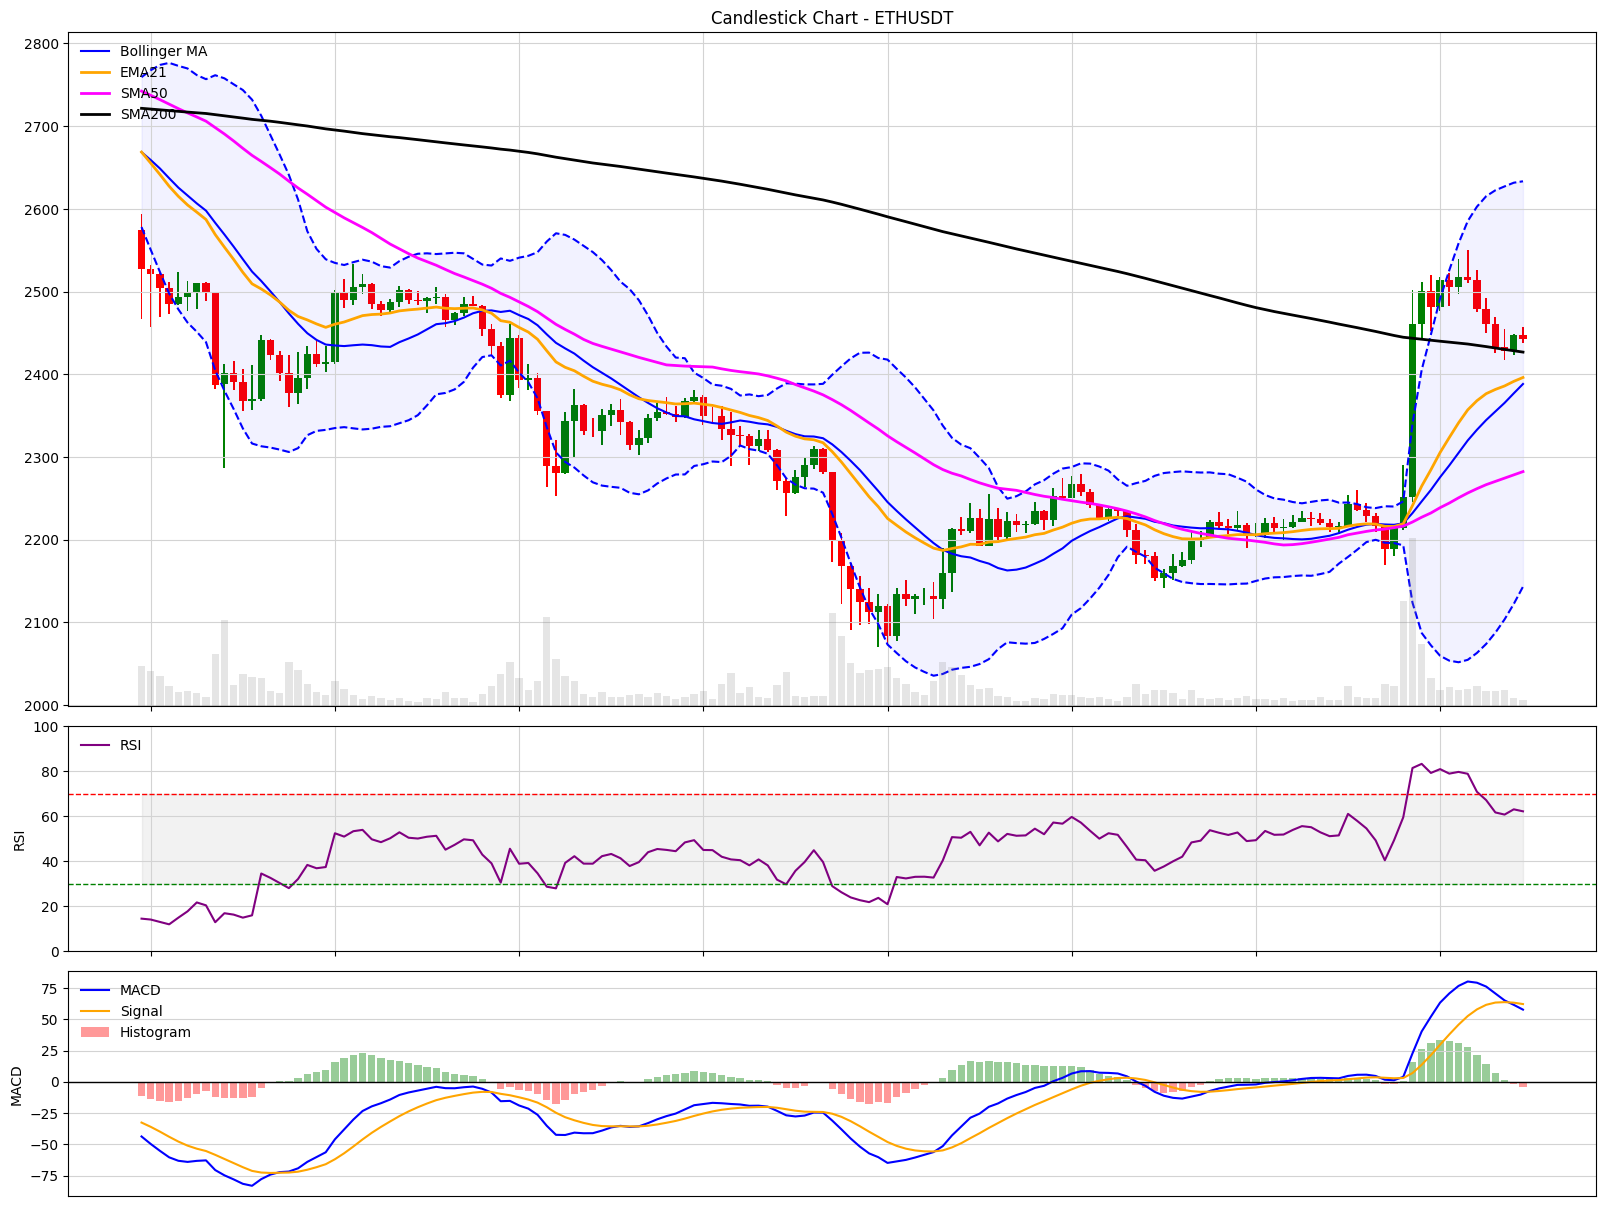 Candlestick Chart - ETHUSDT
Bollinger MA
EMA21
SMA50
SMA200
2800
2700
2600
2500
2400
2300
2200
2100
2000
RSI
100
80
60
40
20
0
RSI
MACD
Signal
Histogram
75
50
25
0
−25
−50
−75
MACD